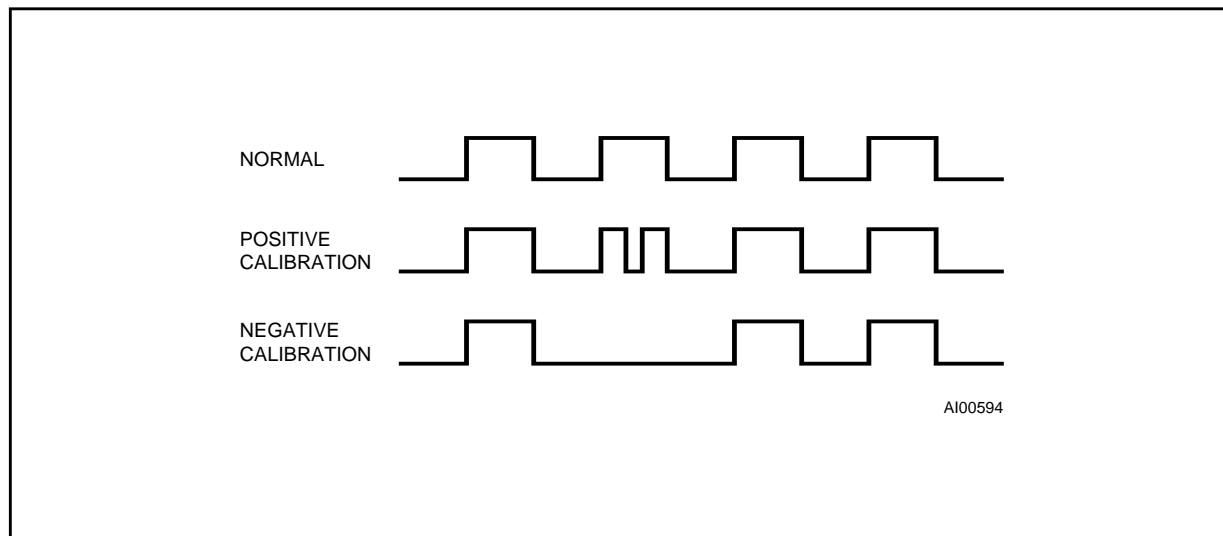 NORMAL
POSITIVE
CALIBRATION
NEGATIVE
CALIBRATION
AI00594